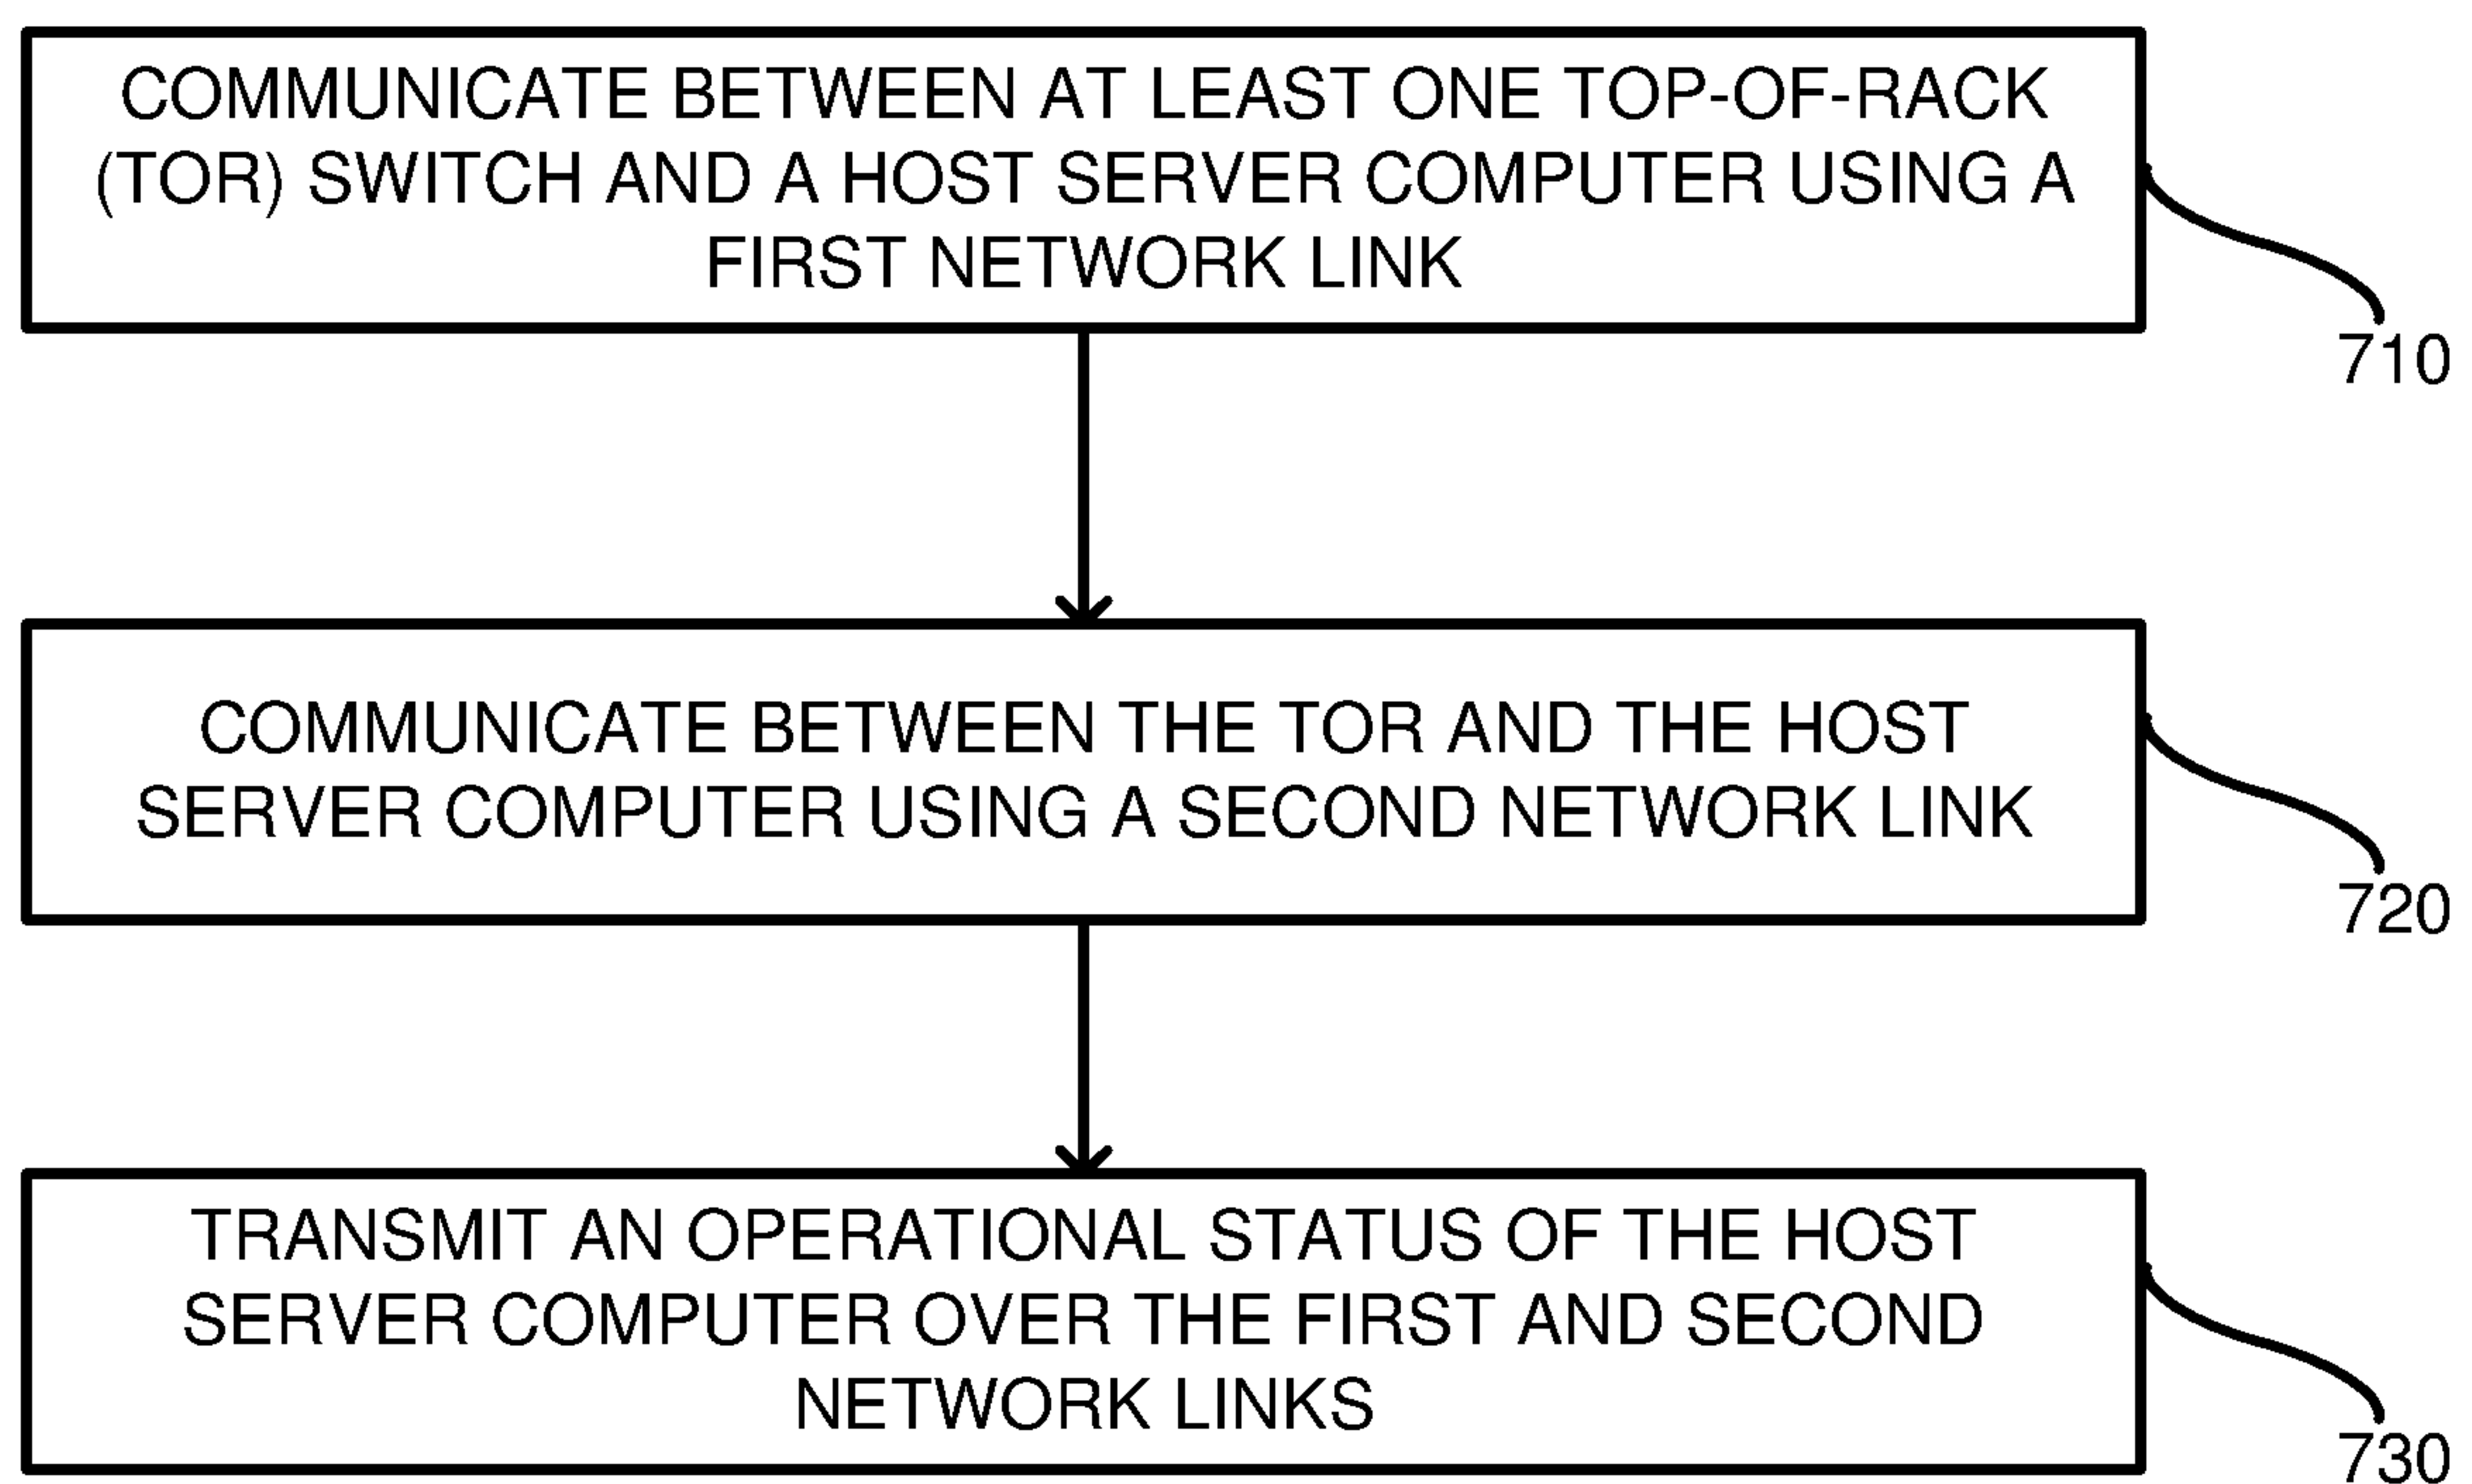 COMMUNICATE BETWEEN AT LEAST ONE TOP-OF-RACK
(TOR) SWITCH AND A HOST SERVER COMPUTER USING A
FIRST NETWORK LINK
710
COMMUNICATE BETWEEN THE TOR AND THE HOST
SERVER COMPUTER USING A SECOND NETWORK LINK
720
TRANSMIT AN OPERATIONAL STATUS OF THE HOST
SERVER COMPUTER OVER THE FIRST AND SECOND
NETWORK LINKS
730